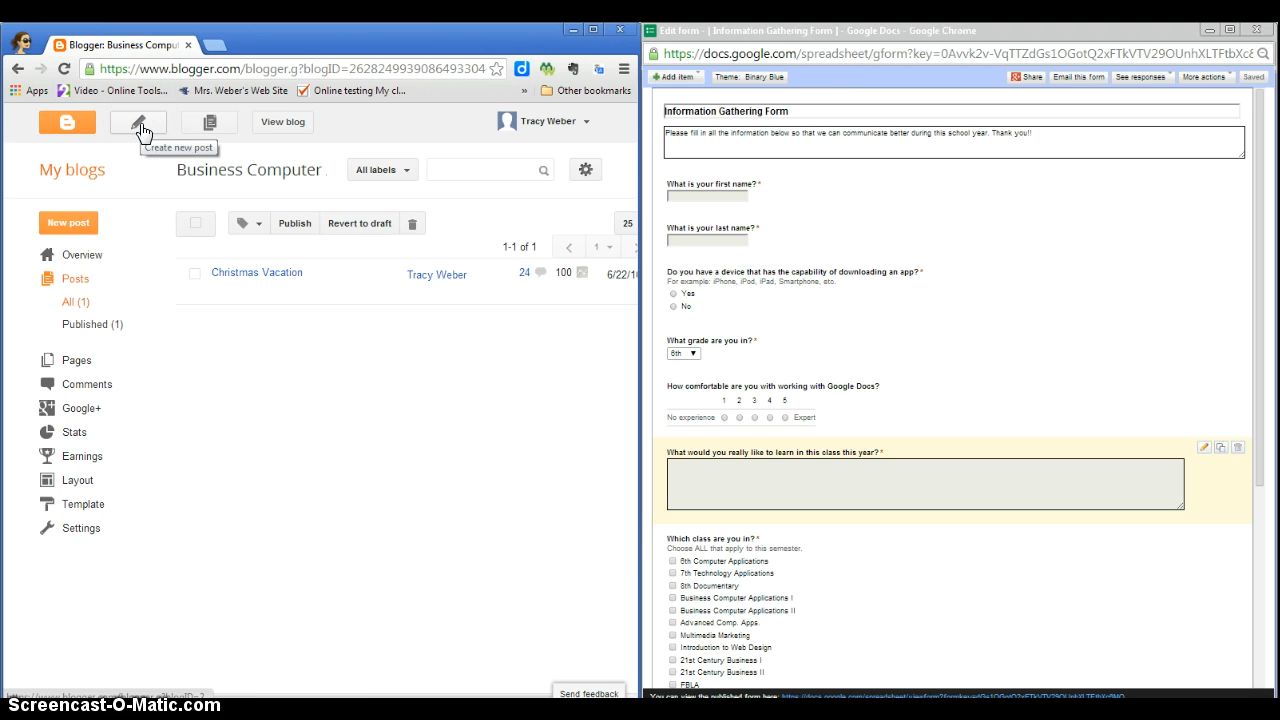 Blogger: Business Comput
https://www.blogger.com/blogger.g?blogID=2628249939086493304
Apps
Video - Online Tools...
Mrs. Weber's Web Site
Online testing My cl...
»
Other bookmarks
View blog
Tracy Weber
Create new post
My blogs
Business Computer
All labels
New post
Publish
Revert to draft
25
1-1 of 1
1
Overview
Posts
All (1)
Published (1)
Christmas Vacation
Tracy Weber
24
100
6/22/1
Pages
Comments
Google+
Stats
Earnings
Layout
Template
Settings
Send feedback
Screencast-O-Matic.com
Edit form - [ Information Gathering Form ] - Google Docs - Google Chrome
Add item
Theme: Binary Blue
Share
Email this form
See responses
More actions
Saved
Information Gathering Form
Please fill in all the information below so that we can communicate better during this school year. Thank you!!
What is your first name?*
What is your last name?*
Do you have a device that has the capability of downloading an app?*
For example: iPhone, iPod, iPad, Smartphone, etc.
Yes
No
What grade are you in?*
6th
How comfortable are you with working with Google Docs?
1 2 3 4 5
No experience
Expert
What would you really like to learn in this class this year?*
Which class are you in?*
Choose ALL that apply to this semester.
6th Computer Applications
7th Technology Applications
8th Documentary
Business Computer Applications I
Business Computer Applications II
Advanced Comp. Apps.
Multimedia Marketing
Introduction to Web Design
21st Century Business I
21st Century Business II
FBLA
You can view the published form here: